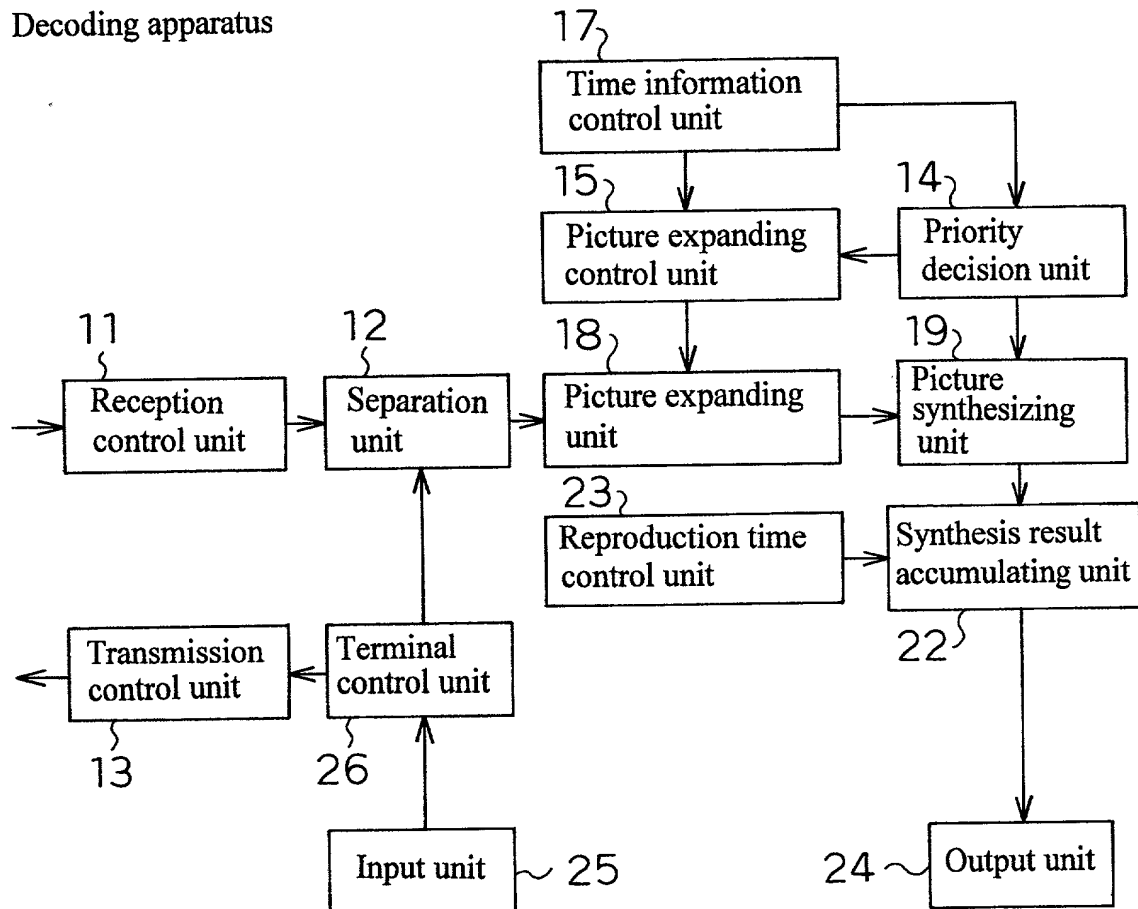 Decoding apparatus
17
Time information
control unit
15
14
Picture expanding
control unit
Priority
decision unit
11
12
18
19
Reception
control unit
Separation
unit
Picture expanding
unit
Picture
synthesizing
unit
23
Reproduction time
control unit
Synthesis result
accumulating unit
22
Transmission
control unit
Terminal
control unit
13
26
Input unit
25
24
Output unit